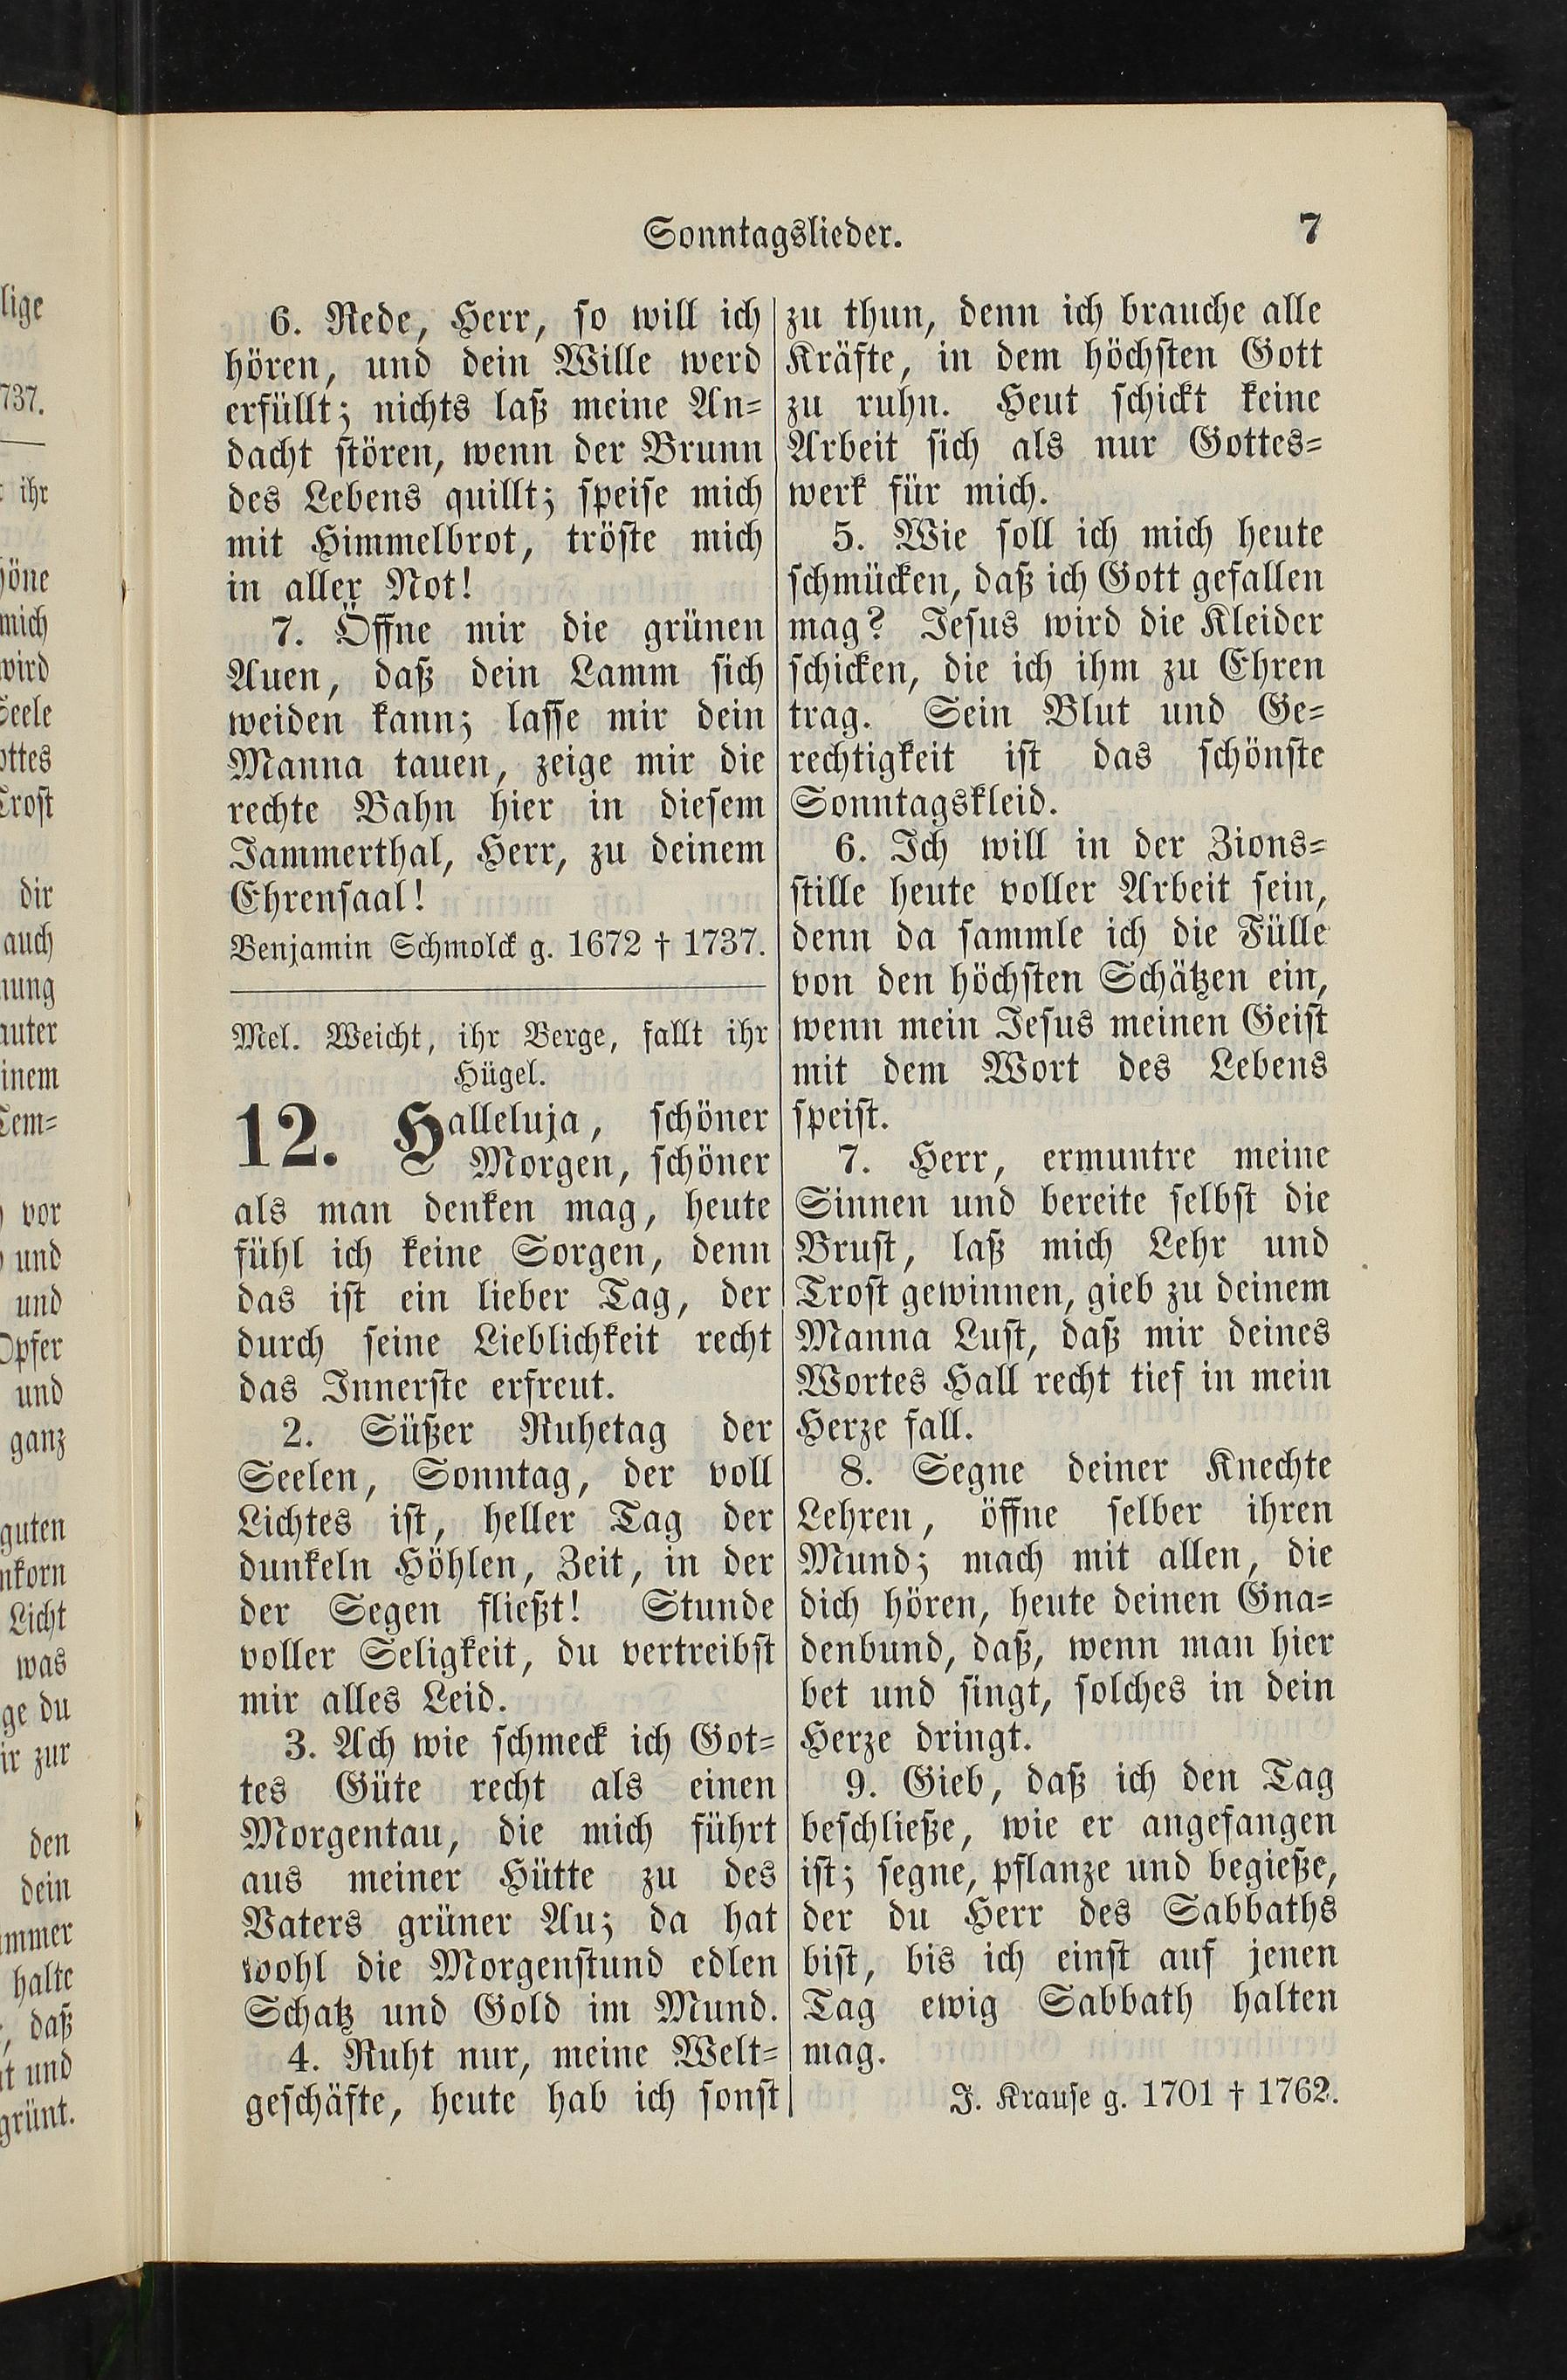 Sonntagslieder.
7
6. Rede, Herr, so will ich
hören, und dein Wille werd
erfüllt; nichts laß meine An=
dacht stören, wenn der Brunn
des Lebens quillt; speise mich
mit Himmelbrot, tröste mich
in aller Not!
7. Öffne mir die grünen
Auen, daß dein Lamm sich
weiden kann; lasse mir dein
Manna tauen, zeige mir die
rechte Bahn hier in diesem
Jammerthal, Herr, zu deinem
Ehrensaal!
Benjamin Schmolck g. 1672 † 1737.
Mel. Weicht, ihr Berge, fallt ihr
Hügel.
12. Halleluja, schöner
Morgen, schöner
als man denken mag, heute
fühl ich keine Sorgen, denn
das ist ein lieber Tag, der
durch seine Lieblichkeit recht
das Innerste erfreut.
2. Süßer Ruhetag der
Seelen, Sonntag, der voll
Lichtes ist, heller Tag der
dunkeln Höhlen, Zeit, in der
der Segen fließt! Stunde
voller Seligkeit, du vertreibst
mir alles Leid.
3. Ach wie schmeck ich Got=
tes Güte recht als einen
Morgentau, die mich führt
aus meiner Hütte zu des
Vaters grüner Au; da hat
wohl die Morgenstund edlen
Schatz und Gold im Mund.
4. Ruht nur, meine Welt=
geschäfte, heute hab ich sonst
zu thun, denn ich brauche alle
Kräfte, in dem höchsten Gott
zu ruhn. Heut schickt keine
Arbeit sich als nur Gottes=
werk für mich.
5. Wie soll ich mich heute
schmücken, daß ich Gott gefallen
mag? Jesus wird die Kleider
schicken, die ich ihm zu Ehren
trag. Sein Blut und Ge=
rechtigkeit ist das schönste
Sonntagskleid.
6. Ich will in der Zions=
stille heute voller Arbeit sein,
denn da sammle ich die Fülle
von den höchsten Schätzen ein,
wenn mein Jesus meinen Geist
mit dem Wort des Lebens
speist.
7. Herr, ermuntre meine
Sinnen und bereite selbst die
Brust, laß mich Lehr und
Trost gewinnen, gieb zu deinem
Manna Lust, daß mir deines
Wortes Hall recht tief in mein
Herze fall.
8. Segne deiner Knechte
Lehren, öffne selber ihren
Mund; mach mit allen, die
dich hören, heute deinen Gna=
denbund, daß, wenn man hier
bet und singt, solches in dein
Herze dringt.
9. Gieb, daß ich den Tag
beschließe, wie er angefangen
ist; segne, pflanze und begieße,
der du Herr des Sabbaths
bist, bis ich einst auf jenen
Tag ewig Sabbath halten
mag.
J. Krause g. 1701 † 1762.